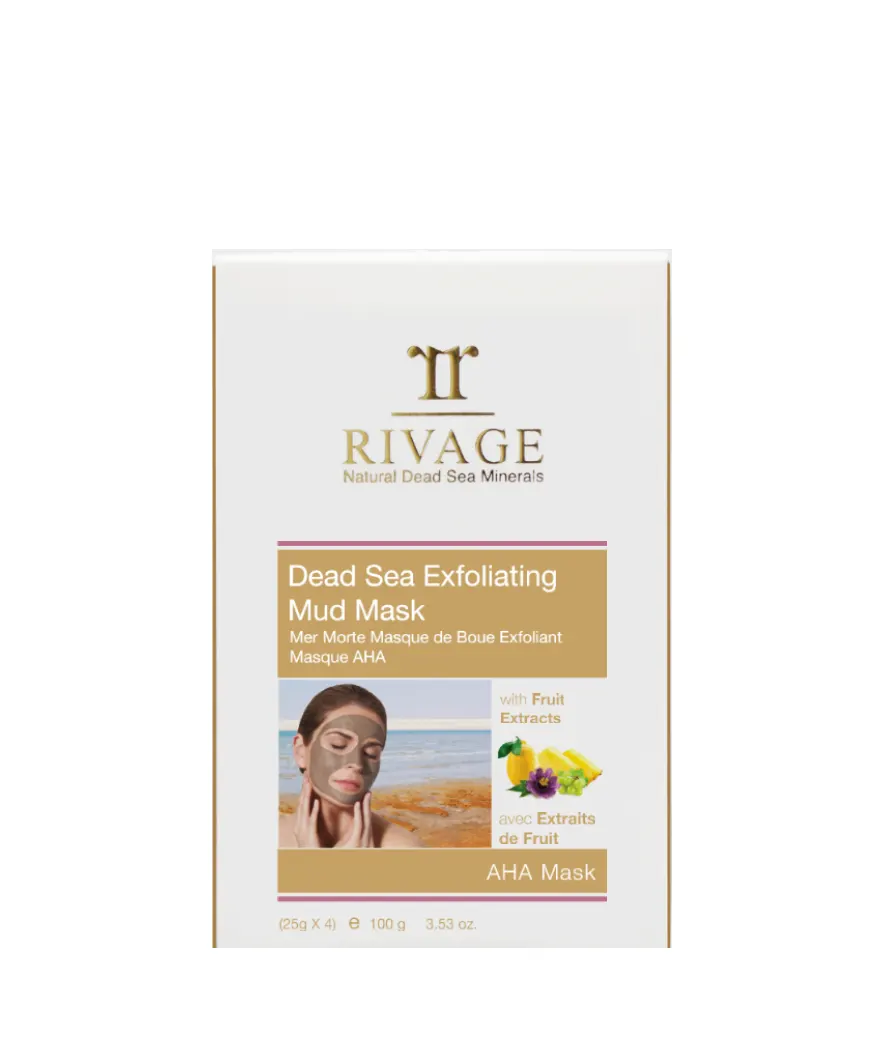 RIVAGE
Natural Dead Sea Minerals
Dead Sea Exfoliating
Mud Mask
Mer Morte Masque de Boue Exfoliant
Masque AHA
with Fruit
Extracts
avec Extraits
de Fruit
AHA Mask
(25g X 4) e 100 g 3.53 oz.